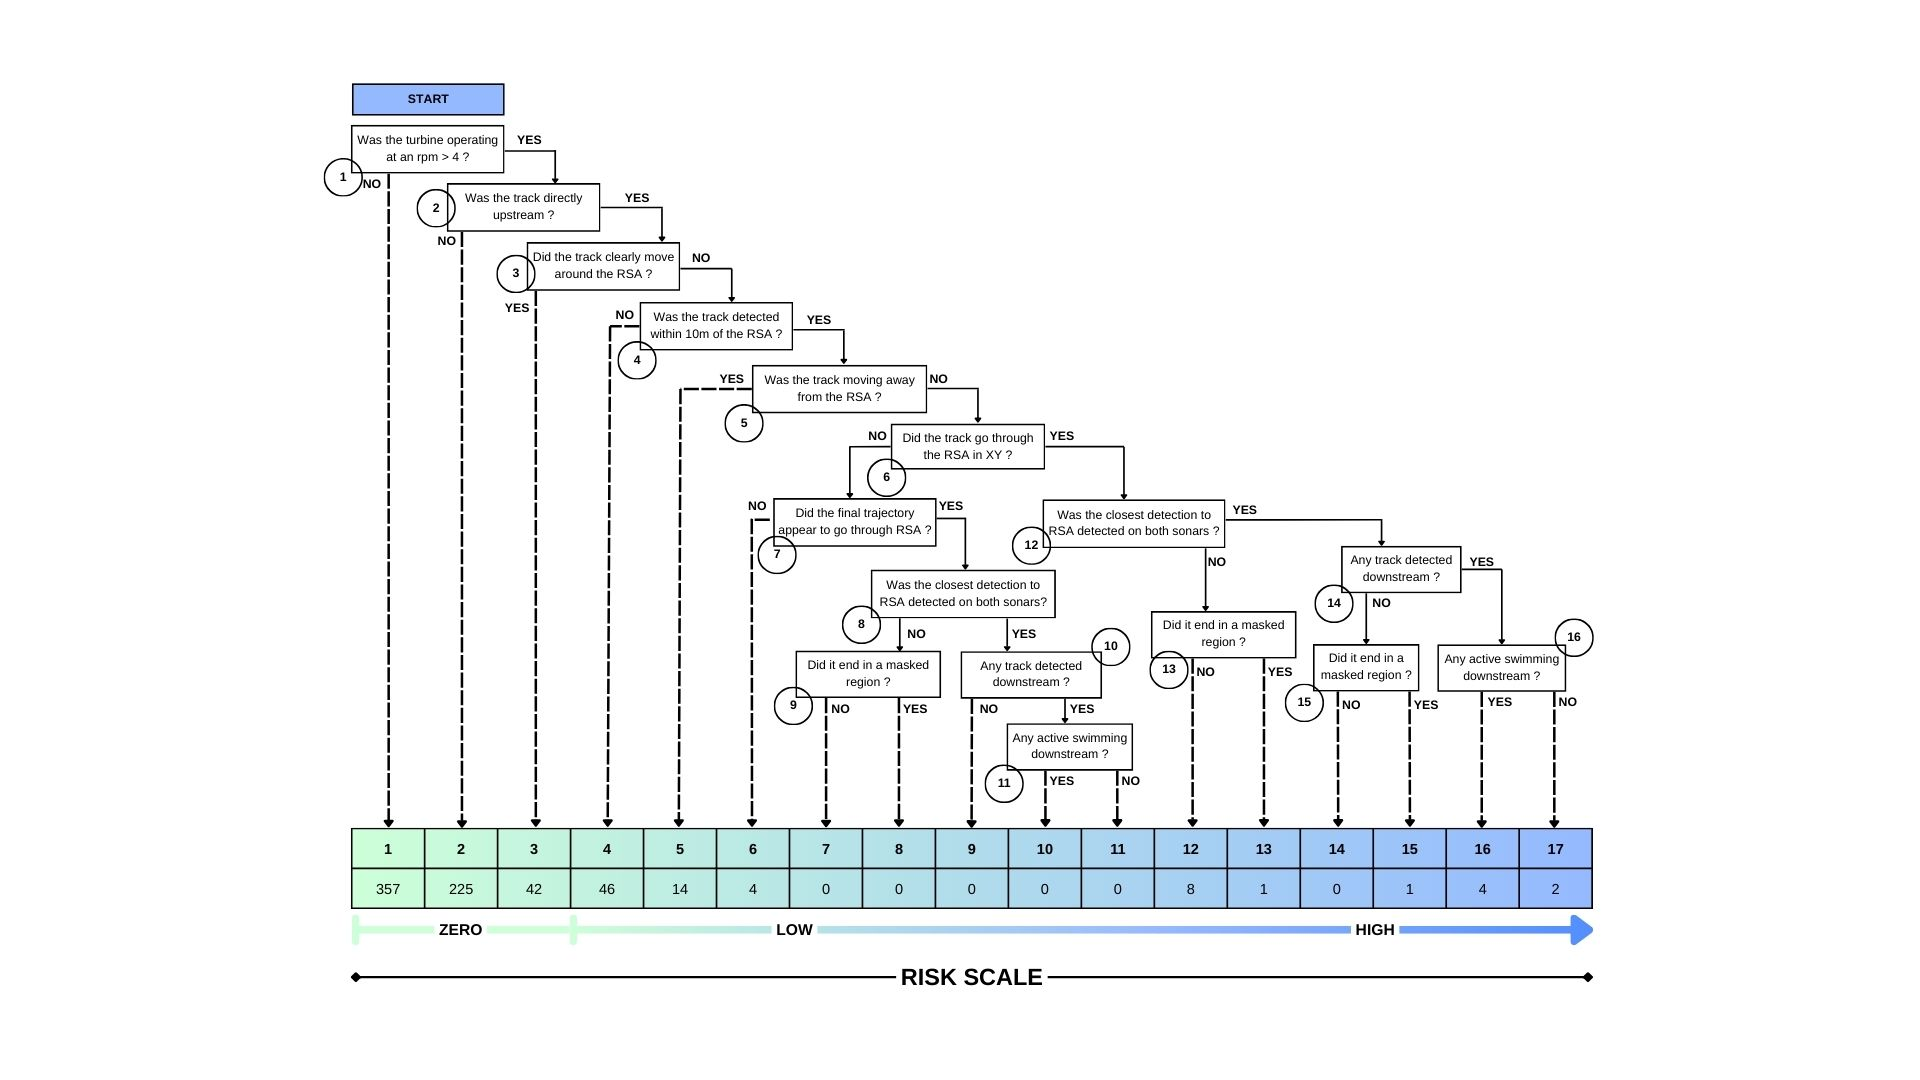 START
Was the turbine operating
at an rpm > 4 ?
YES
1
NO
Was the track directly
upstream ?
YES
2
NO
Did the track clearly move
around the RSA ?
NO
3
YES
Was the track detected
within 10m of the RSA ?
NO
YES
4
Was the track moving away
from the RSA ?
YES
NO
5
Did the track go through
the RSA in XY ?
NO
YES
6
Did the final trajectory
appear to go through RSA ?
NO
YES
7
Was the closest detection to
RSA detected on both sonars ?
YES
12
NO
Any track detected
downstream ?
YES
14
NO
Was the closest detection to
RSA detected on both sonars?
8
NO
YES
Did it end in a masked
region ?
13
NO
YES
Did it end in a masked
region ?
9
NO
YES
Any track detected
downstream ?
10
NO
YES
Did it end in a
masked region ?
15
NO
YES
Any active swimming
downstream ?
16
YES
NO
Any active swimming
downstream ?
11
YES
NO
1 2 3 4 5 6 7 8 9 10 11 12 13 14 15 16 17
357 225 42 46 14 4 0 0 0 0 0 8 1 0 1 4 2
ZERO LOW HIGH
RISK SCALE